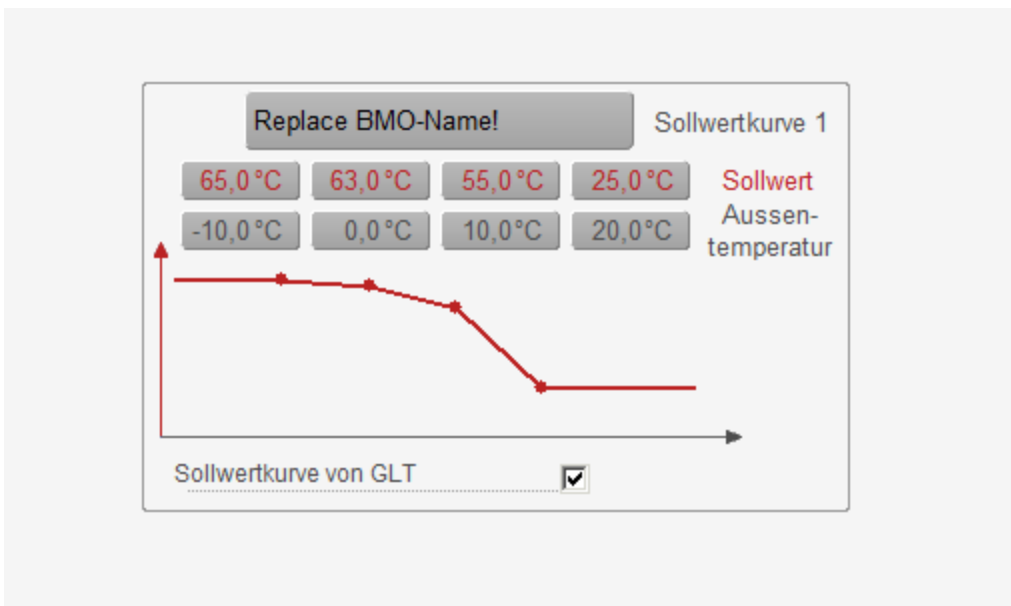 Replace BMO-Name! Sollwertkurve 1
65,0°C 63,0°C 55,0°C 25,0°C Sollwert
-10,0°C 0,0°C 10,0°C 20,0°C Aussen-
temperatur
Sollwertkurve von GLT